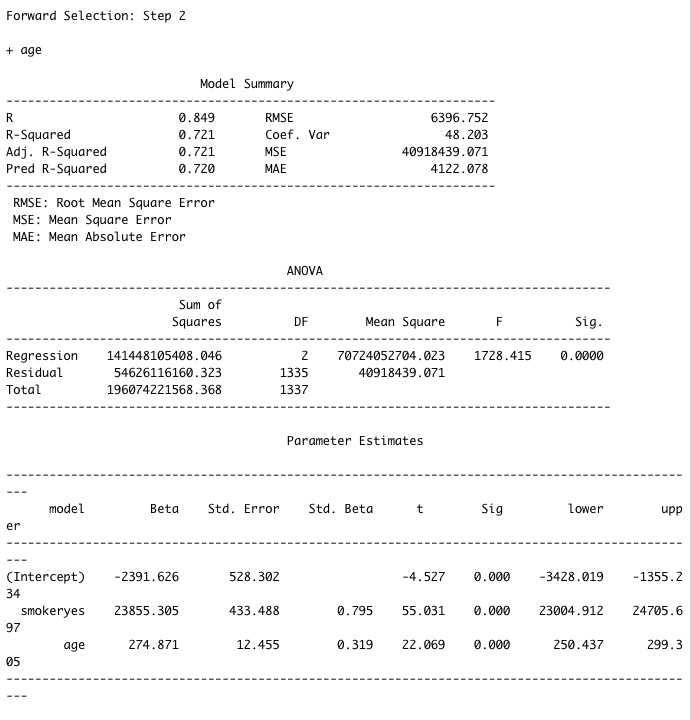 Forward Selection: Step 2
+ age
Model Summary
---------------------------------------------------------------
R                       0.849       RMSE                6396.752
R-Squared               0.721       Coef. Var             48.203
Adj. R-Squared          0.721       MSE             40918439.071
Pred R-Squared          0.720       MAE                 4122.078
---------------------------------------------------------------
RMSE: Root Mean Square Error
MSE: Mean Square Error
MAE: Mean Absolute Error
ANOVA
---------------------------------------------------------------
Sum of
Squares          DF        Mean Square        F          Sig.
---------------------------------------------------------------
Regression    141448105408.046           2    70724052704.023    1728.415    0.0000
Residual       54626116160.323        1335       40918439.071
Total         196074221568.368        1337
---------------------------------------------------------------
Parameter Estimates
---------------------------------------------------------------
---
model         Beta    Std. Error    Std. Beta      t        Sig         lower        upp
er
---------------------------------------------------------------
---
(Intercept)    -2391.626       528.302                 -4.527    0.000    -3428.019    -1355.2
34
smokeryes    23855.305       433.488        0.795    55.031    0.000    23004.912    24705.6
97
age      274.871        12.455        0.319    22.069    0.000      250.437      299.3
05
---------------------------------------------------------------
---